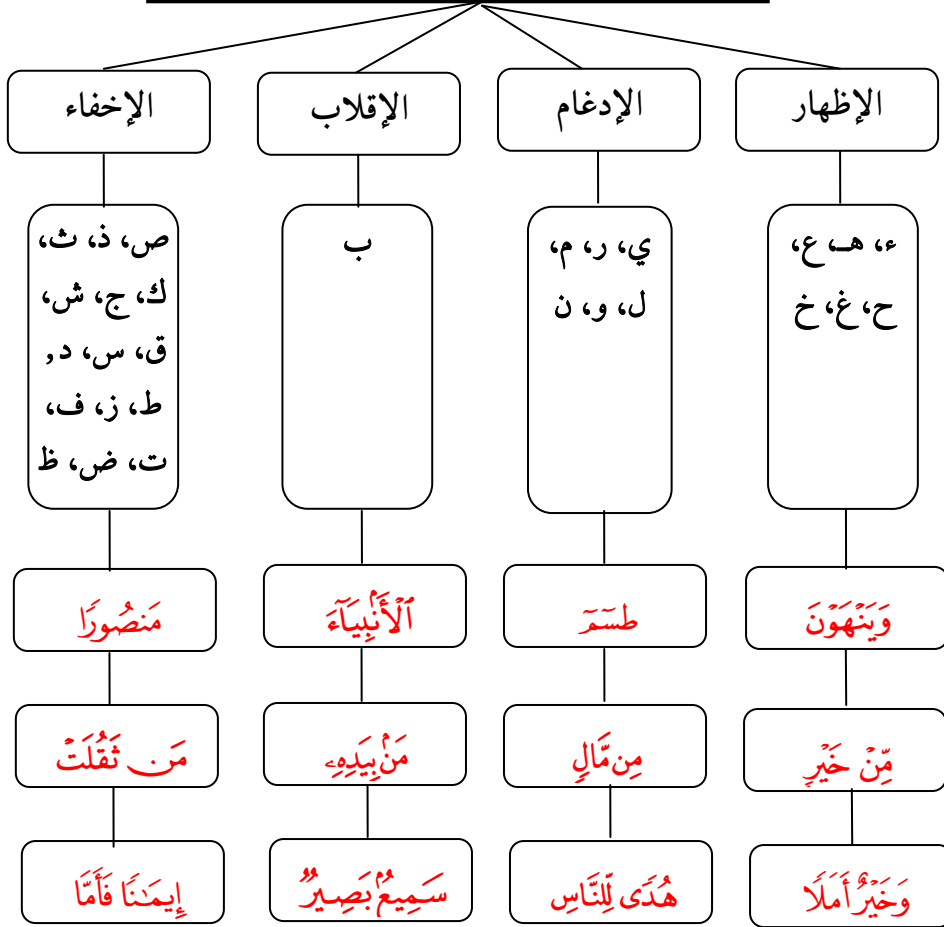 الإظهار
الإدغام
الإقلاب
الإخفاء
ء، هـ، ع،
ح، غ، خ
ي، ر، م،
ل، و، ن
ب
ص، ذ، ث،
ك، ج، ش،
ق، س، د,
ط، ز، ف،
ت، ض، ظ
وَيَنْهَوْنَ
طسٓمٓ
ٱلْأَنۢبِيَآءَ
مَنصُورًا
مِّنْ خَيْرٍ
مِن مَّالٍ
مَنۢ بِيَدِهِۦ
مَن ثَقُلَتْ
وَخَيْرٌ أَمَلًا
هُدًى لِّلنَّاسِ
سَمِيعٌۢ بَصِيرٌ
إِيمَٰنًا فَأَمَّا